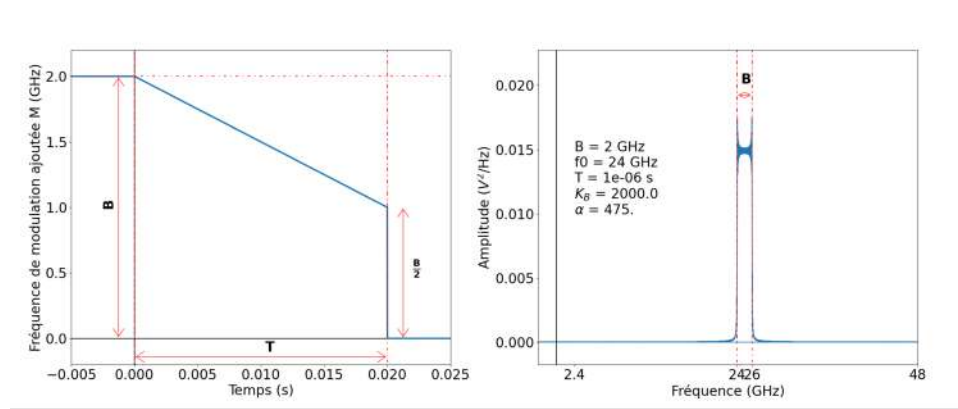 Fréquence de modulation ajoutée M (GHz)
2.0
1.5
1.0
0.5
0.0
B
B
2
T
−0.005 0.000 0.005 0.010 0.015 0.020 0.025
Temps (s)
Amplitude (V²/Hz)
0.020
0.015
0.010
0.005
0.000
B
B = 2 GHz
f0 = 24 GHz
T = 1e-06 s
K_B = 2000.0
α = 475.
2.4 2426 48
Fréquence (GHz)